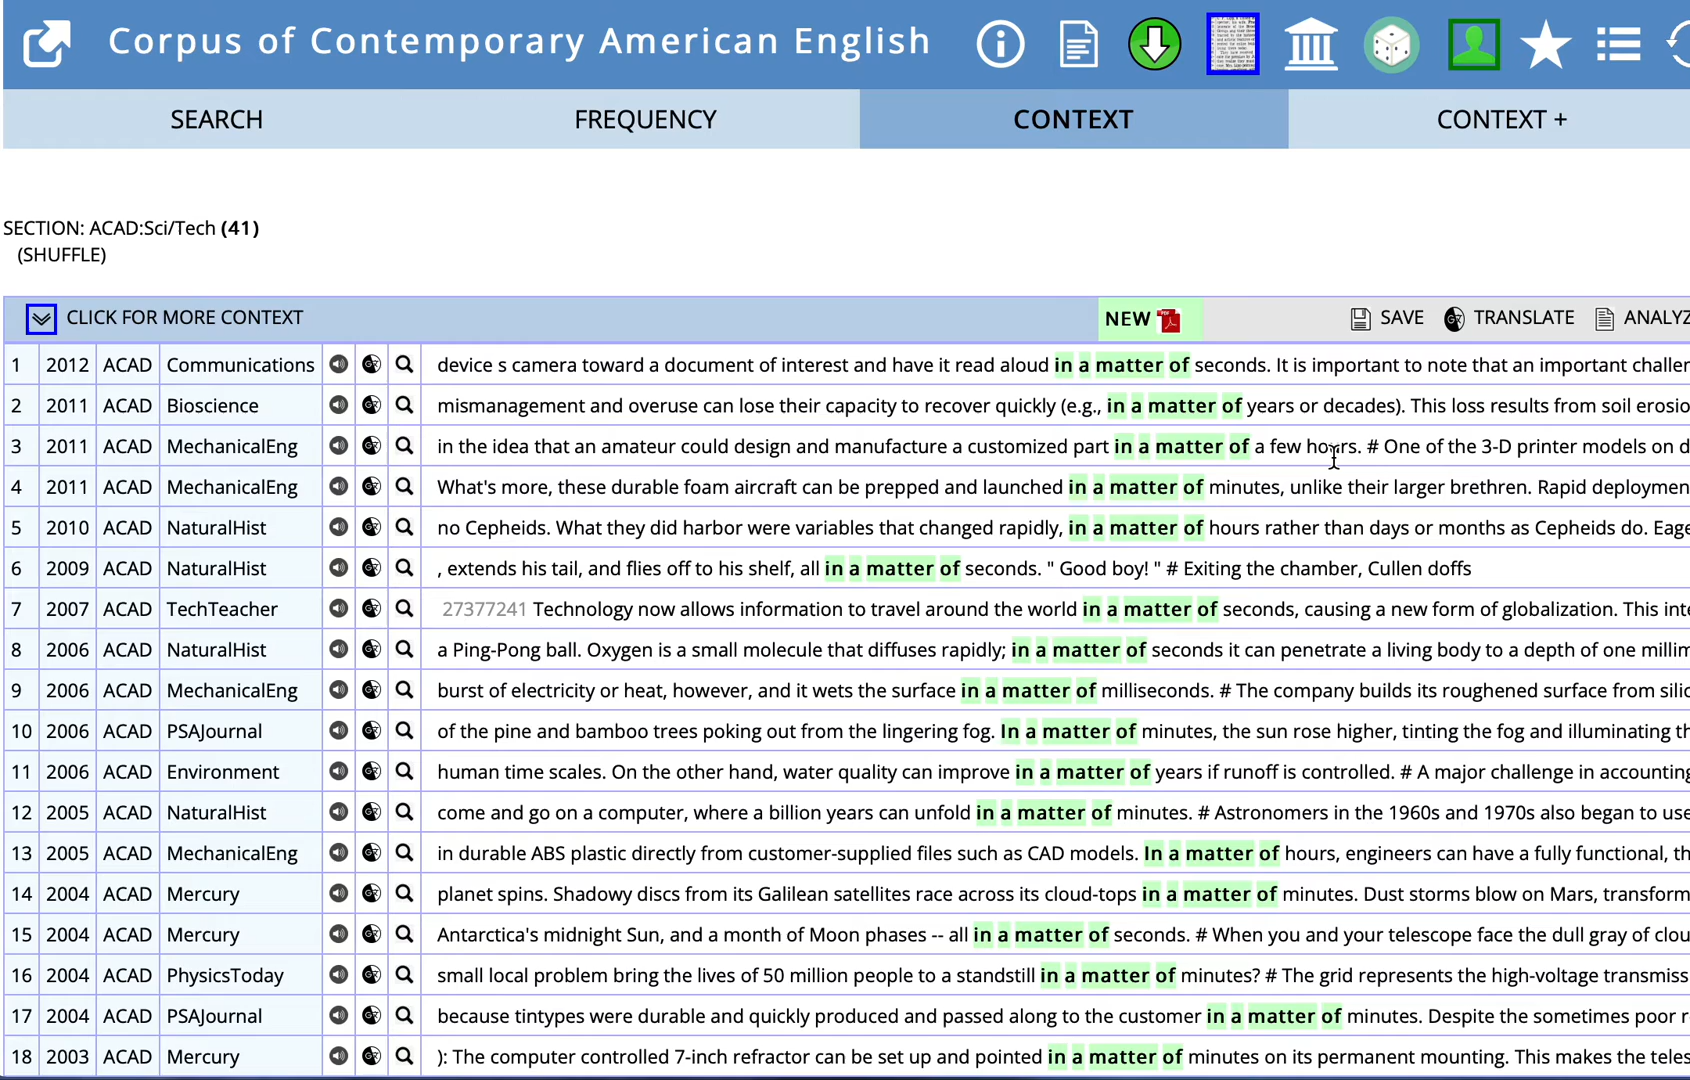 Corpus of Contemporary American English
SEARCH FREQUENCY CONTEXT CONTEXT +
SECTION: ACAD:Sci/Tech (41)
(SHUFFLE)
CLICK FOR MORE CONTEXT NEW SAVE TRANSLATE ANALYZ
1 2012 ACAD Communications device s camera toward a document of interest and have it read aloud in a matter of seconds. It is important to note that an important challen
2 2011 ACAD Bioscience mismanagement and overuse can lose their capacity to recover quickly (e.g., in a matter of years or decades). This loss results from soil erosio
3 2011 ACAD MechanicalEng in the idea that an amateur could design and manufacture a customized part in a matter of a few hours. # One of the 3-D printer models on d
4 2011 ACAD MechanicalEng What's more, these durable foam aircraft can be prepped and launched in a matter of minutes, unlike their larger brethren. Rapid deploymen
5 2010 ACAD NaturalHist no Cepheids. What they did harbor were variables that changed rapidly, in a matter of hours rather than days or months as Cepheids do. Eage
6 2009 ACAD NaturalHist , extends his tail, and flies off to his shelf, all in a matter of seconds. " Good boy! " # Exiting the chamber, Cullen doffs
7 2007 ACAD TechTeacher 27377241 Technology now allows information to travel around the world in a matter of seconds, causing a new form of globalization. This inte
8 2006 ACAD NaturalHist a Ping-Pong ball. Oxygen is a small molecule that diffuses rapidly; in a matter of seconds it can penetrate a living body to a depth of one millim
9 2006 ACAD MechanicalEng burst of electricity or heat, however, and it wets the surface in a matter of milliseconds. # The company builds its roughened surface from silic
10 2006 ACAD PSAJournal of the pine and bamboo trees poking out from the lingering fog. In a matter of minutes, the sun rose higher, tinting the fog and illuminating th
11 2006 ACAD Environment human time scales. On the other hand, water quality can improve in a matter of years if runoff is controlled. # A major challenge in accounting
12 2005 ACAD NaturalHist come and go on a computer, where a billion years can unfold in a matter of minutes. # Astronomers in the 1960s and 1970s also began to use
13 2005 ACAD MechanicalEng in durable ABS plastic directly from customer-supplied files such as CAD models. In a matter of hours, engineers can have a fully functional, th
14 2004 ACAD Mercury planet spins. Shadowy discs from its Galilean satellites race across its cloud-tops in a matter of minutes. Dust storms blow on Mars, transform
15 2004 ACAD Mercury Antarctica's midnight Sun, and a month of Moon phases -- all in a matter of seconds. # When you and your telescope face the dull gray of clou
16 2004 ACAD PhysicsToday small local problem bring the lives of 50 million people to a standstill in a matter of minutes? # The grid represents the high-voltage transmiss
17 2004 ACAD PSAJournal because tintypes were durable and quickly produced and passed along to the customer in a matter of minutes. Despite the sometimes poor r
18 2003 ACAD Mercury ): The computer controlled 7-inch refractor can be set up and pointed in a matter of minutes on its permanent mounting. This makes the teles